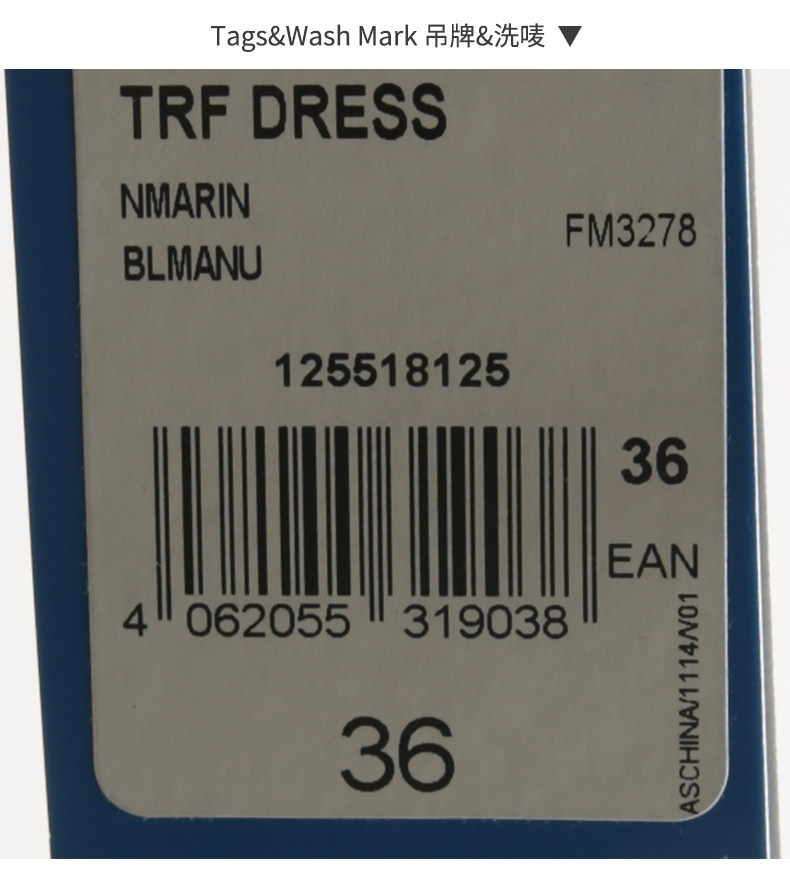 Tags&Wash Mark 吊牌&洗唛 ▼
TRF DRESS
NMARIN
FM3278
BLMANU
125518125
36
EAN
4 062055 319038
ASCHINA/1114/V01
36